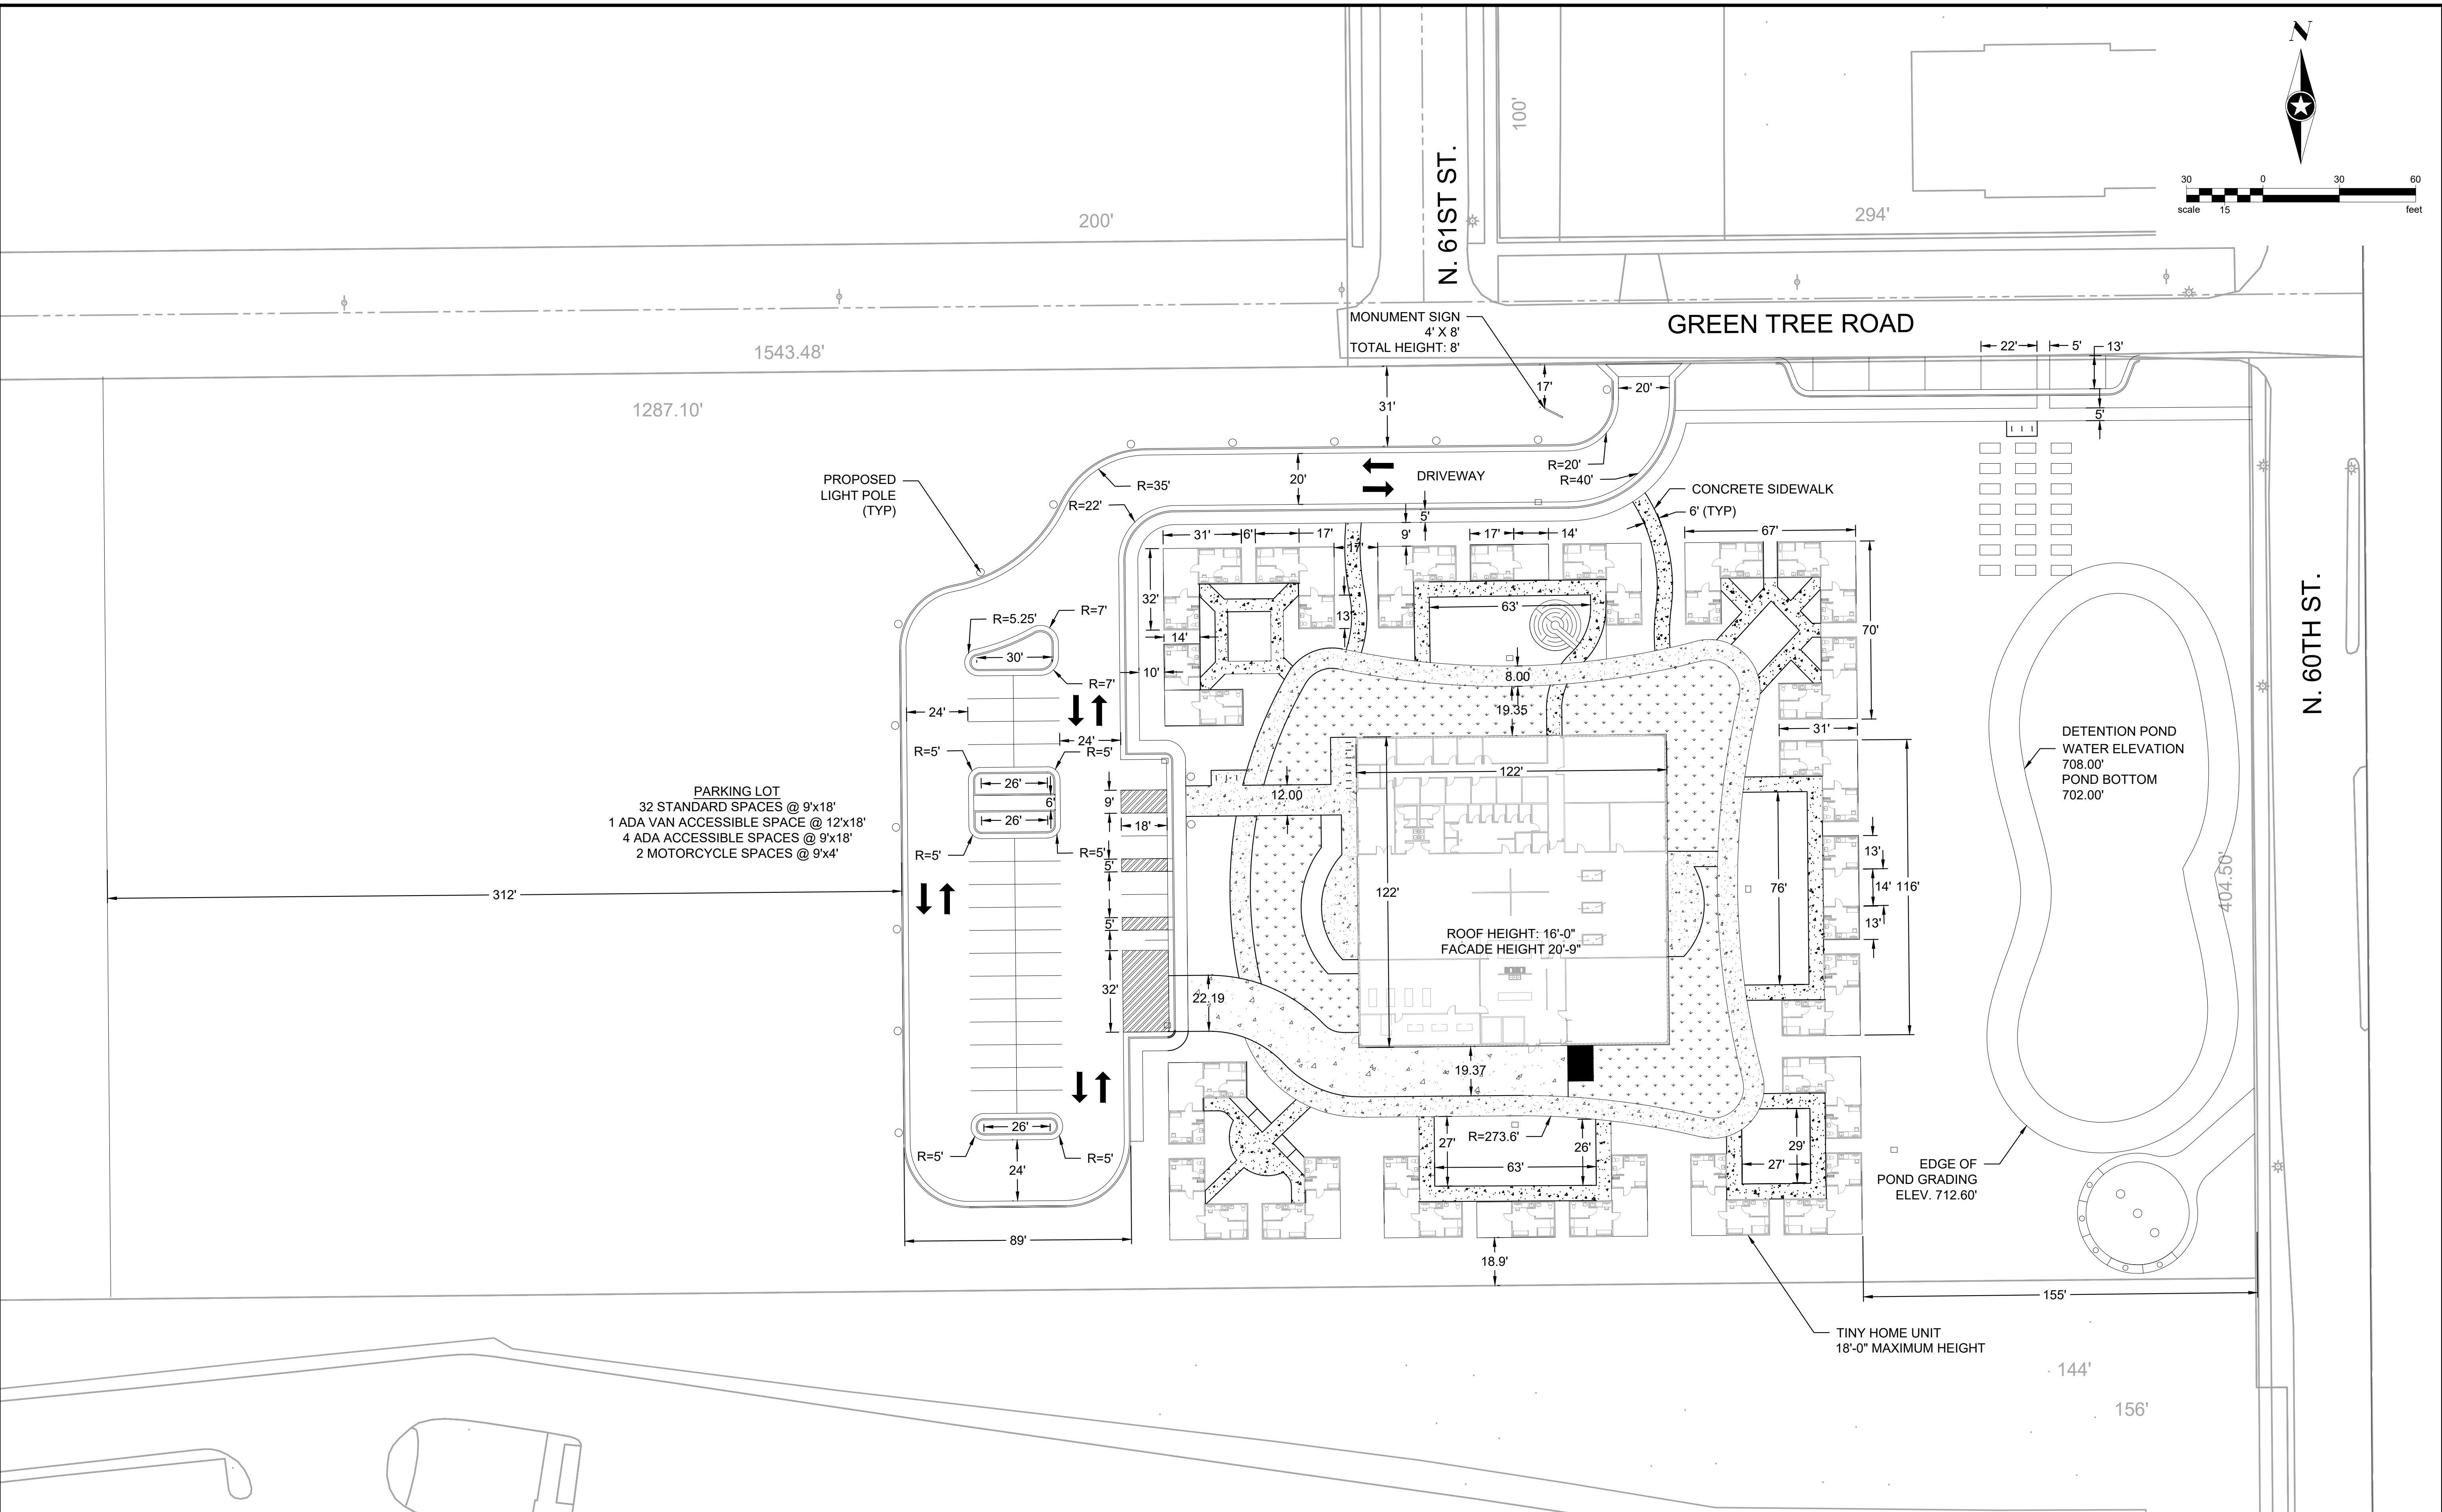 N
30
0
30
60
scale
15
feet
100'
N. 61ST ST.
200'
294'
MONUMENT SIGN
4' X 8'
TOTAL HEIGHT: 8'
GREEN TREE ROAD
1543.48'
22'
5'
13'
17'
20'
31'
1287.10'
5'
PROPOSED
LIGHT POLE
(TYP)
R=35'
R=22'
20'
DRIVEWAY
R=20'
R=40'
CONCRETE SIDEWALK
6' (TYP)
5'
31'
6'
17'
17'
9'
17'
14'
67'
32'
13'
63'
70'
14'
10'
8.00
19.35
R=5.25'
R=7'
30'
R=7'
24'
24'
31'
N. 60TH ST.
DETENTION POND
WATER ELEVATION
708.00'
POND BOTTOM
702.00'
R=5'
R=5'
26'
6'
26'
9'
18'
12.00
122'
R=5'
R=5'
PARKING LOT
32 STANDARD SPACES @ 9'x18'
1 ADA VAN ACCESSIBLE SPACE @ 12'x18'
4 ADA ACCESSIBLE SPACES @ 9'x18'
2 MOTORCYCLE SPACES @ 9'x4'
5'
13'
14'
116'
13'
76'
122'
404.50'
312'
5'
ROOF HEIGHT: 16'-0"
FACADE HEIGHT 20'-9"
32'
22.19
19.37
26'
R=5'
R=5'
24'
27'
R=273.6'
26'
63'
29'
27'
EDGE OF
POND GRADING
ELEV. 712.60'
89'
18.9'
155'
TINY HOME UNIT
18'-0" MAXIMUM HEIGHT
144'
156'